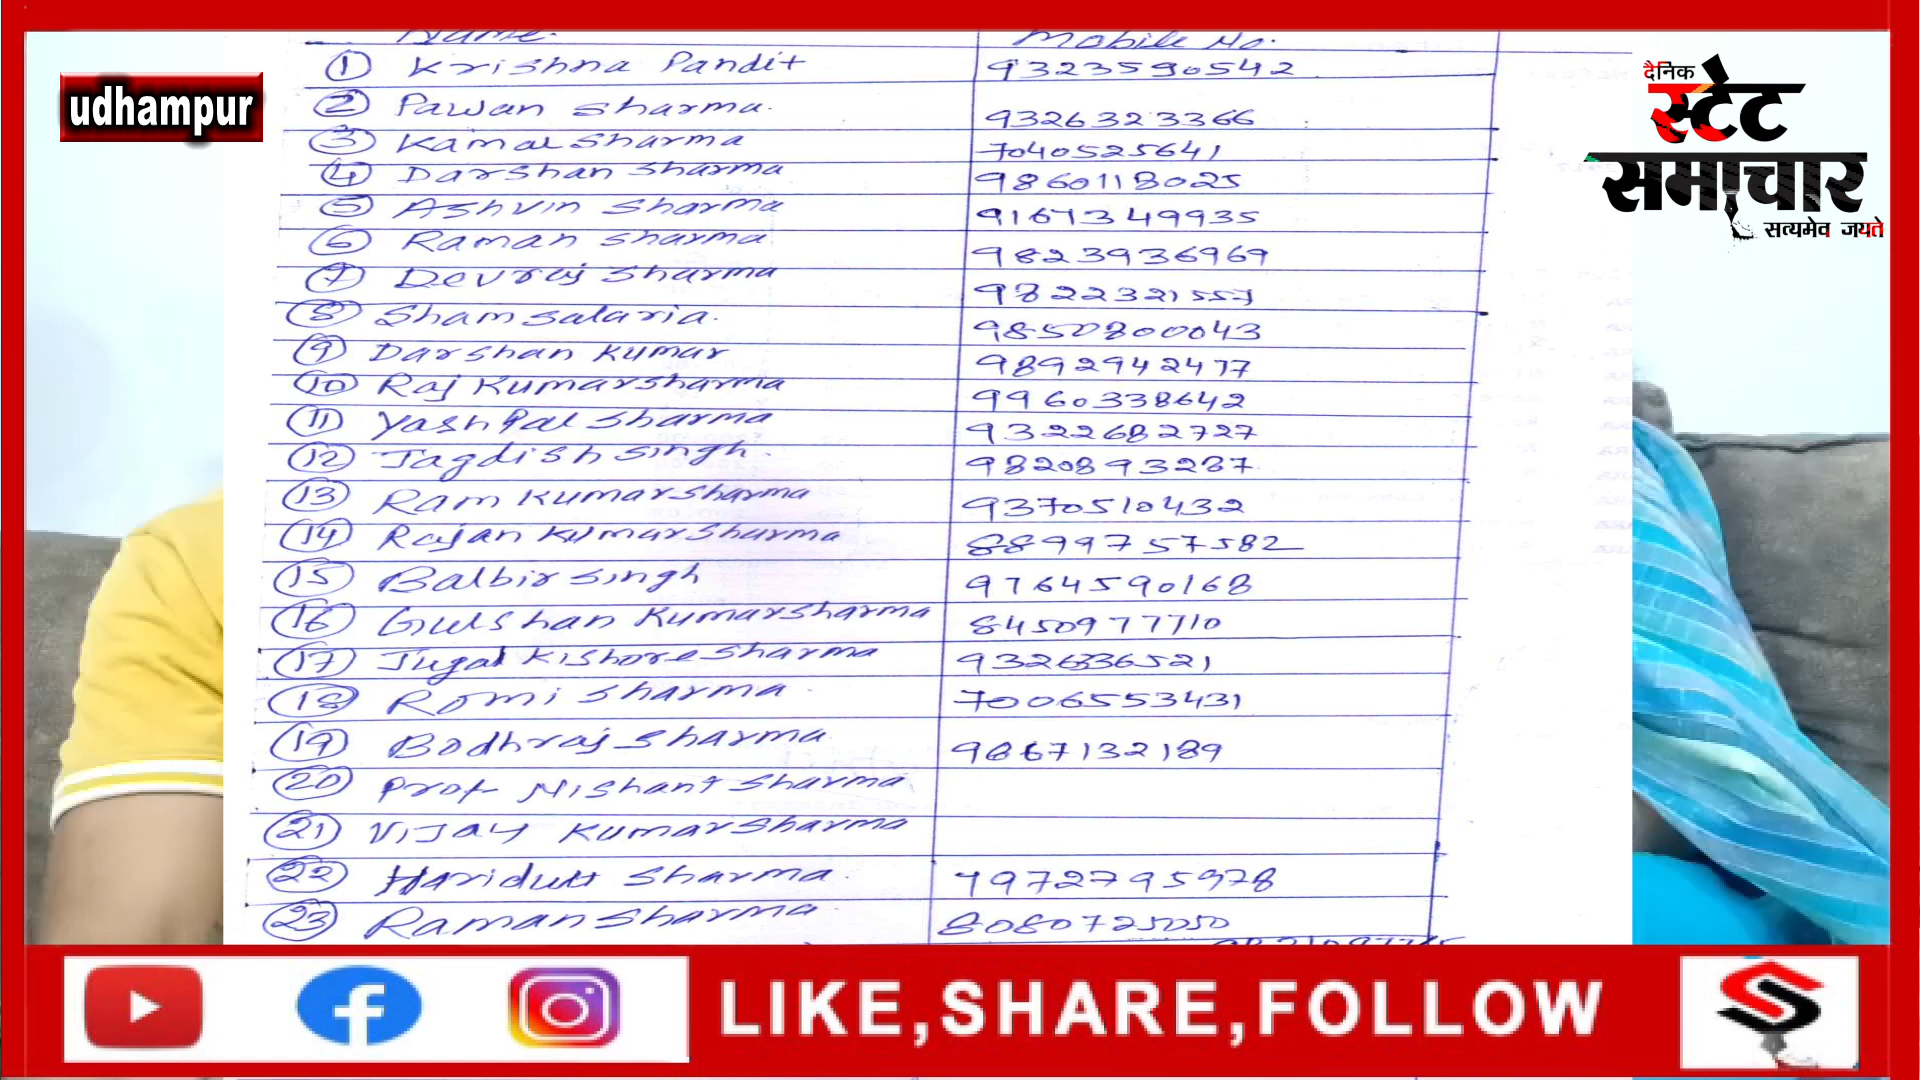 Name. Mobile No.
udhampur
दैनिक
स्टेट
समाचार
सत्यमेव जयते
1 Krishna Pandit 9323590542
2 Pawan Sharma. 9326323366
3 Kamal Sharma 7040525641
4 Darshan Sharma 9860118025
5 Ashvin Sharma 9167349935
6 Raman Sharma 9823936969
7 Devraj Sharma 9822321557
8 Sham Salaria. 9850800043
9 Darshan Kumar 9892942477
10 Raj Kumar Sharma 9960338642
11 Yash Pal Sharma 9322682727
12 Jagdish Singh. 9820893287
13 Ram Kumar Sharma 9370510432
14 Rajan Kumar Sharma 8899757582
15 Balbir Singh 9764590168
16 Gulshan Kumar Sharma 8450977710
17 Jugal Kishore Sharma
18 Romi Sharma. 7006553431
19 Bodhraj Sharma 9867132189
20 Prof Nishant Sharma
21 Vijay Kumar Sharma
22 Haridutt Sharma.
23 Raman Sharma. 8080725050
LIKE,SHARE,FOLLOW